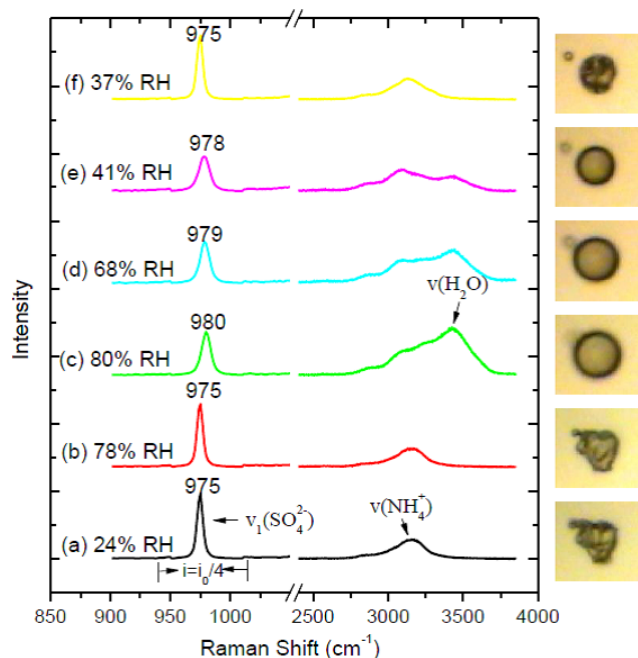 975
(f) 37% RH
978
(e) 41% RH
979
(d) 68% RH
ν(H₂O)
980
(c) 80% RH
975
(b) 78% RH
975
ν₁(SO₄²⁻)
ν(NH₄⁺)
(a) 24% RH
i=i₀/4
850 900 950 1000 2500 3000 3500 4000
Intensity
Raman Shift (cm⁻¹)